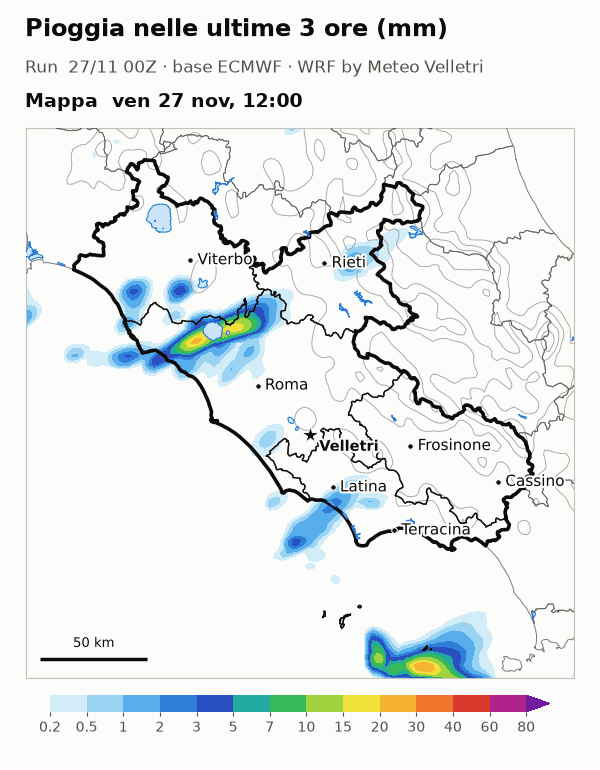 Pioggia nelle ultime 3 ore (mm)
Run  27/11 00Z · base ECMWF · WRF by Meteo Velletri
Mappa  ven 27 nov, 12:00
Viterbo
Rieti
Roma
Velletri
Frosinone
Latina
Cassino
Terracina
50 km
0.2 0.5 1 2 3 5 7 10 15 20 30 40 60 80